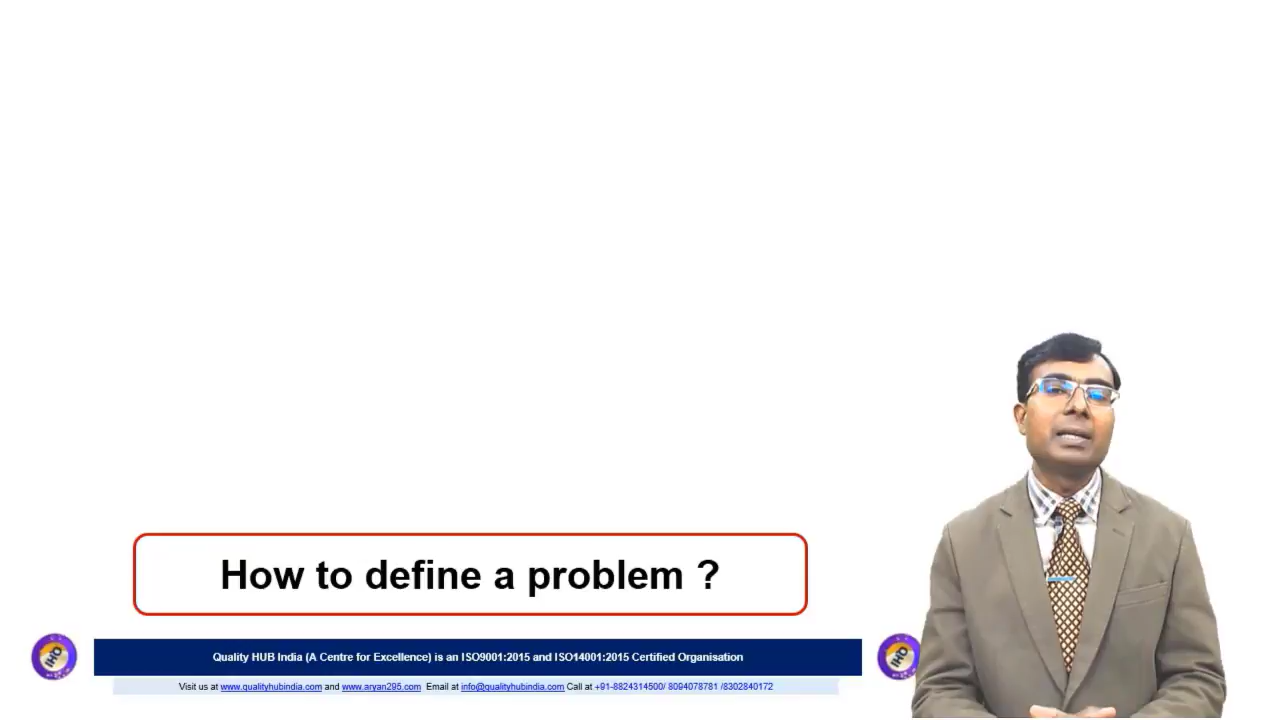 How to define a problem ?
Quality HUB India (A Centre for Excellence) is an ISO9001:2015 and ISO14001:2015 Certified Organisation
Visit us at www.qualityhubindia.com and www.aryan295.com Email at info@qualityhubindia.com Call at +91-8824314500/ 8094078781 /8302840172